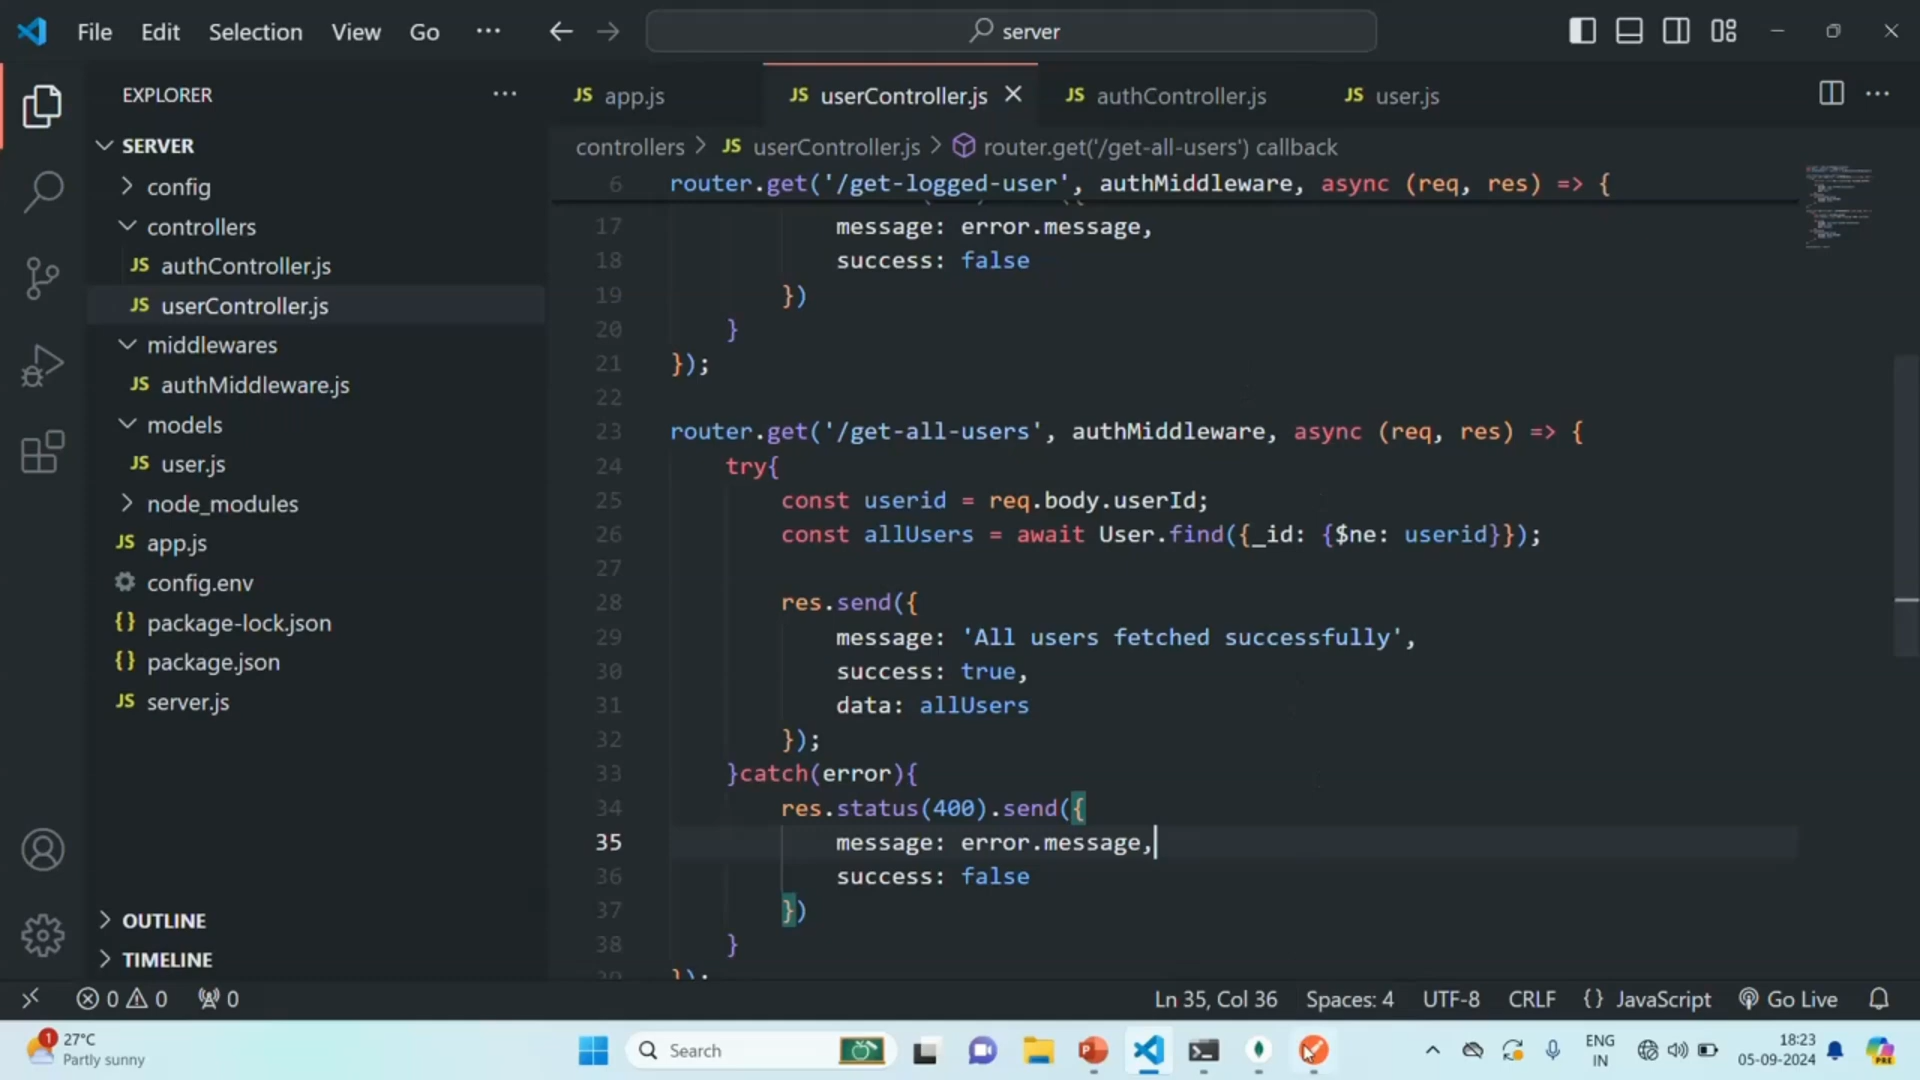 File Edit Selection View Go ··· server
EXPLORER ···
SERVER
config
controllers
JS authController.js
JS userController.js
middlewares
JS authMiddleware.js
models
JS user.js
node_modules
JS app.js
config.env
{} package-lock.json
{} package.json
JS server.js
OUTLINE
TIMELINE
JS app.js JS userController.js JS authController.js JS user.js ···
controllers > JS userController.js > router.get('/get-all-users') callback
6 router.get('/get-logged-user', authMiddleware, async (req, res) => {
17 message: error.message,
18 success: false
19 })
20 }
21 });
22
23 router.get('/get-all-users', authMiddleware, async (req, res) => {
24 try{
25 const userid = req.body.userId;
26 const allUsers = await User.find({_id: {$ne: userid}});
27
28 res.send({
29 message: 'All users fetched successfully',
30 success: true,
31 data: allUsers
32 });
33 }catch(error){
34 res.status(400).send({
35 message: error.message,
36 success: false
37 })
38 }
39 });
0 0 0 Ln 35, Col 36 Spaces: 4 UTF-8 CRLF {} JavaScript Go Live
1 27°C
Partly sunny
Search
ENG
IN
18:23
05-09-2024
PRE